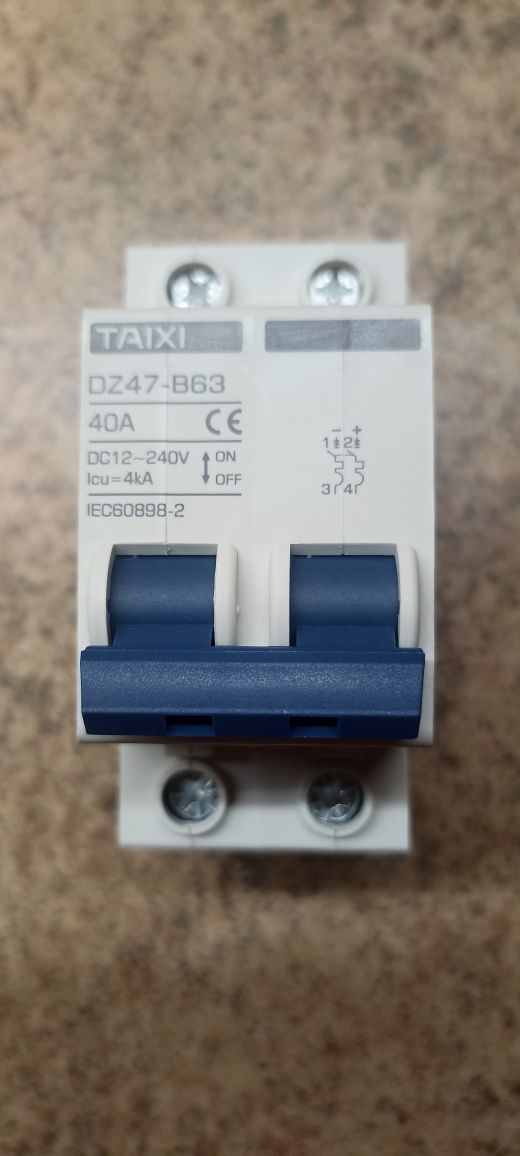 TAIXI
DZ47-B63
40A CE
DC12~240V ON
Icu=4kA OFF
IEC60898-2
- +
1 2
3 4